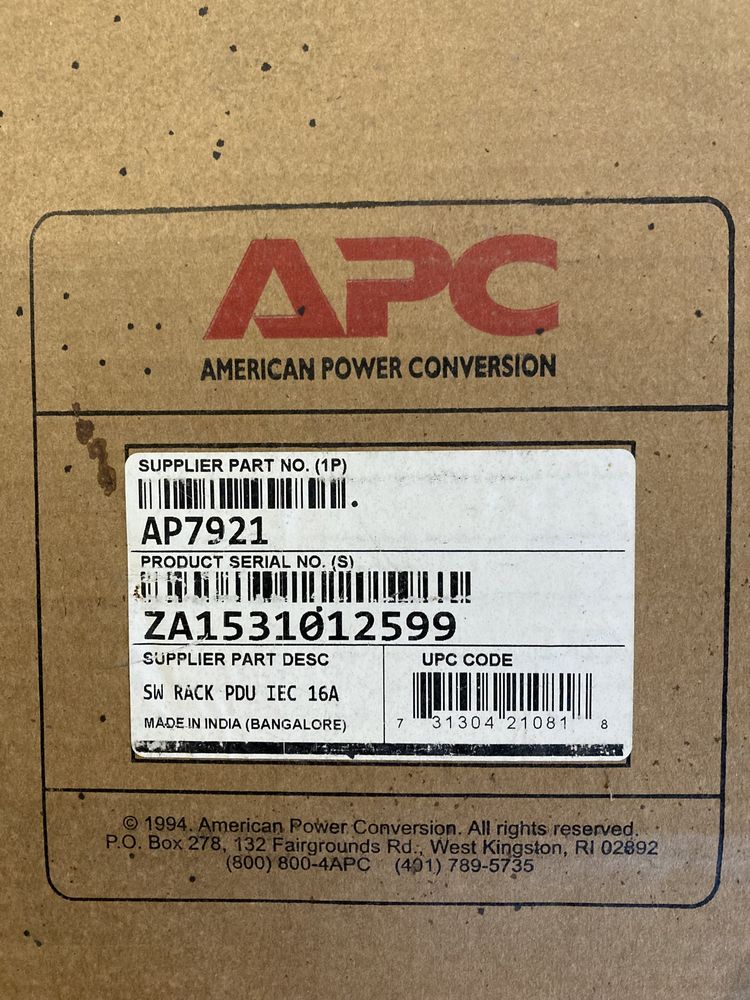 APC
AMERICAN POWER CONVERSION
SUPPLIER PART NO. (1P)
AP7921
PRODUCT SERIAL NO. (S)
ZA1531012599
SUPPLIER PART DESC
SW RACK PDU IEC 16A
MADE IN INDIA (BANGALORE)
UPC CODE
7 31304 21081 8
© 1994. American Power Conversion. All rights reserved.
P.O. Box 278, 132 Fairgrounds Rd., West Kingston, RI 02892
(800) 800-4APC (401) 789-5735